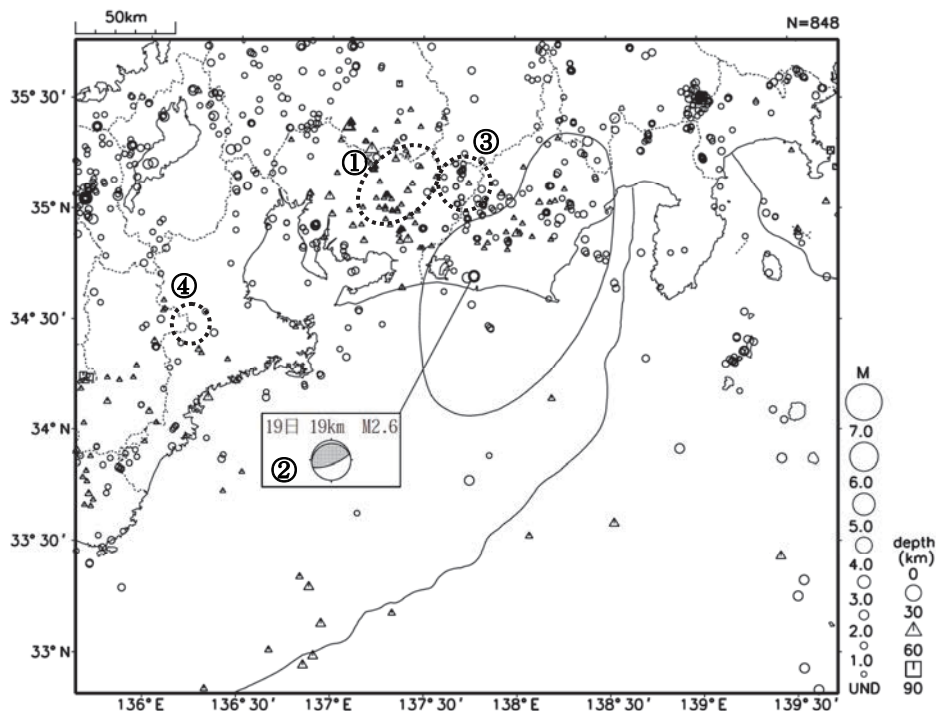 50km
N=848
35° 30′
35° N
34° 30′
34° N
33° 30′
33° N
136° E
136° 30′
137° E
137° 30′
138° E
138° 30′
139° E
139° 30′
①
③
④
19日 19km M2.6
②
M
7.0
6.0
5.0
4.0
3.0
2.0
1.0
UND
depth
(km)
0
30
60
90